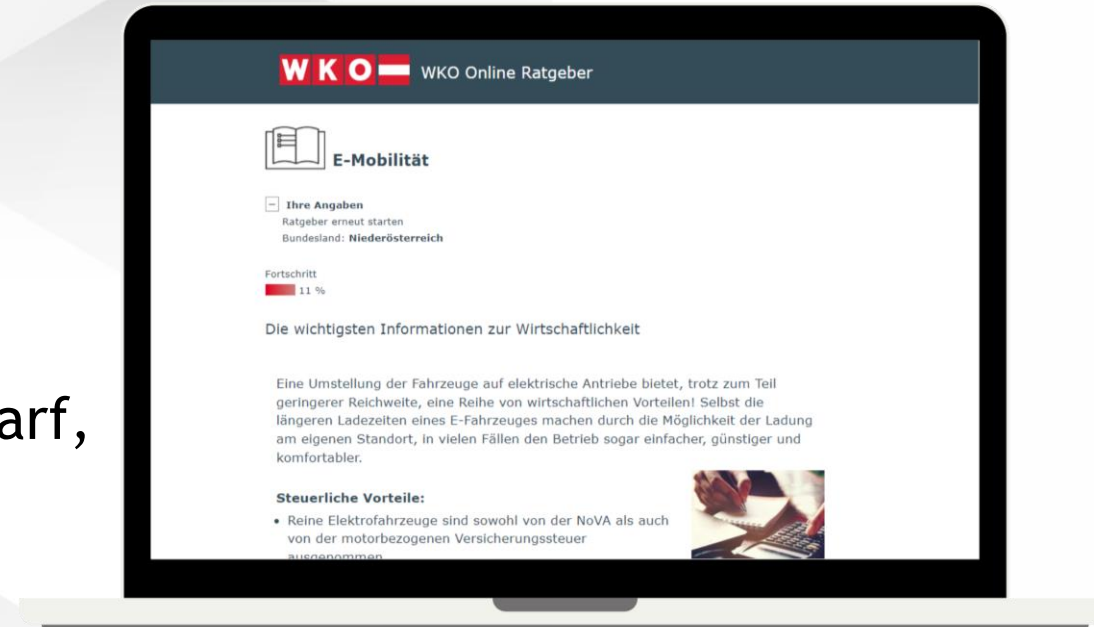 WKO WKO Online Ratgeber
E-Mobilität
Ihre Angaben
Ratgeber erneut starten
Bundesland: Niederösterreich
Fortschritt
11 %
Die wichtigsten Informationen zur Wirtschaftlichkeit
Eine Umstellung der Fahrzeuge auf elektrische Antriebe bietet, trotz zum Teil
geringerer Reichweite, eine Reihe von wirtschaftlichen Vorteilen! Selbst die
längeren Ladezeiten eines E-Fahrzeuges machen durch die Möglichkeit der Ladung
am eigenen Standort, in vielen Fällen den Betrieb sogar einfacher, günstiger und
komfortabler.
arf,
Steuerliche Vorteile:
• Reine Elektrofahrzeuge sind sowohl von der NoVA als auch
von der motorbezogenen Versicherungssteuer
ausgenommen